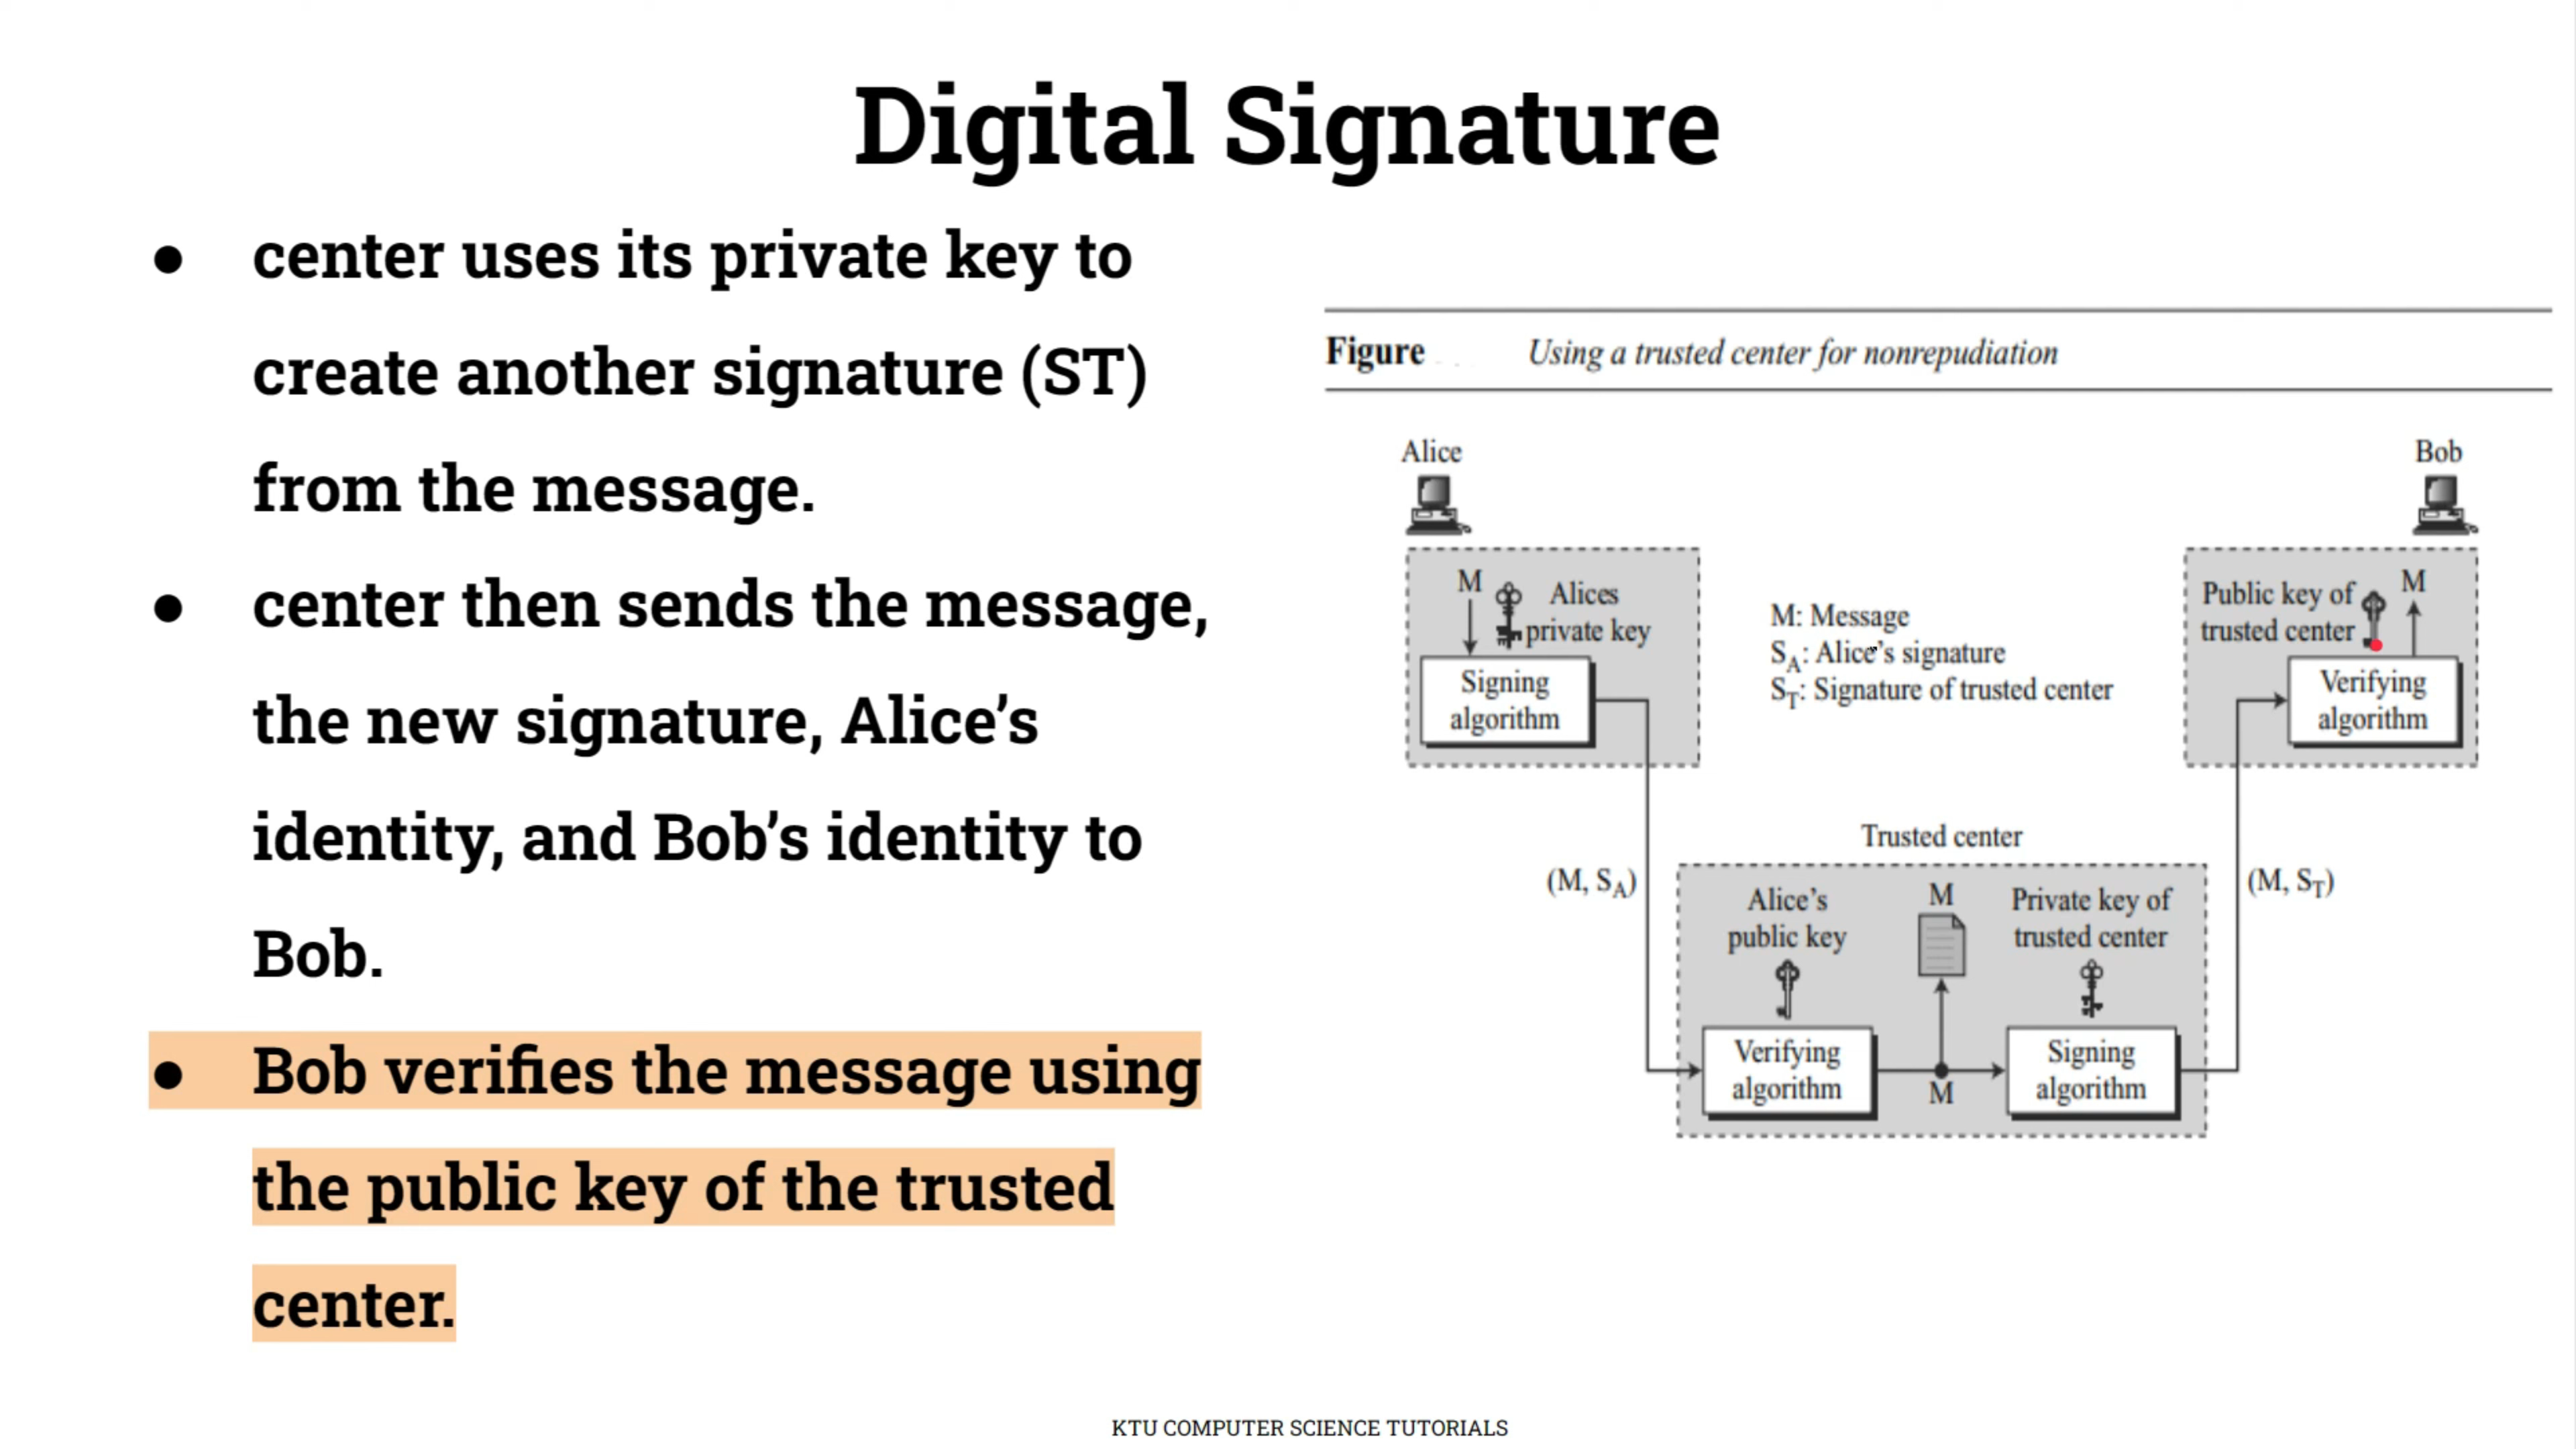 Digital Signature
● center uses its private key to
create another signature (ST)
from the message.
● center then sends the message,
the new signature, Alice’s
identity, and Bob’s identity to
Bob.
● Bob verifies the message using
the public key of the trusted
center.
Figure Using a trusted center for nonrepudiation
Alice
Bob
M
Alices
private key
Signing
algorithm
M: Message
S_A: Alice’s signature
S_T: Signature of trusted center
Public key of
trusted center
M
Verifying
algorithm
Trusted center
(M, S_A)
(M, S_T)
Alice’s
public key
M
Private key of
trusted center
Verifying
algorithm
M
Signing
algorithm
KTU COMPUTER SCIENCE TUTORIALS